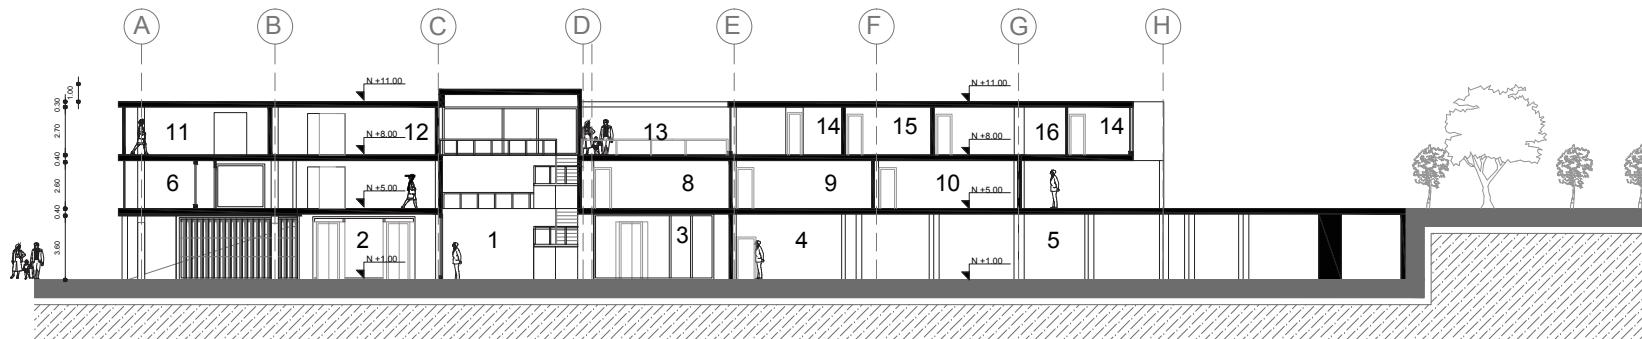 A B C D E F G H
N +11.00 N +11.00
1.00
0.30
11 12 13 14 15 16 14
2.70
N +8.00 N +8.00
0.40
6 8 9 10
2.60
N +5.00 N +5.00
0.40
2 1 3 4 5
3.60
N +1.00 N +1.00